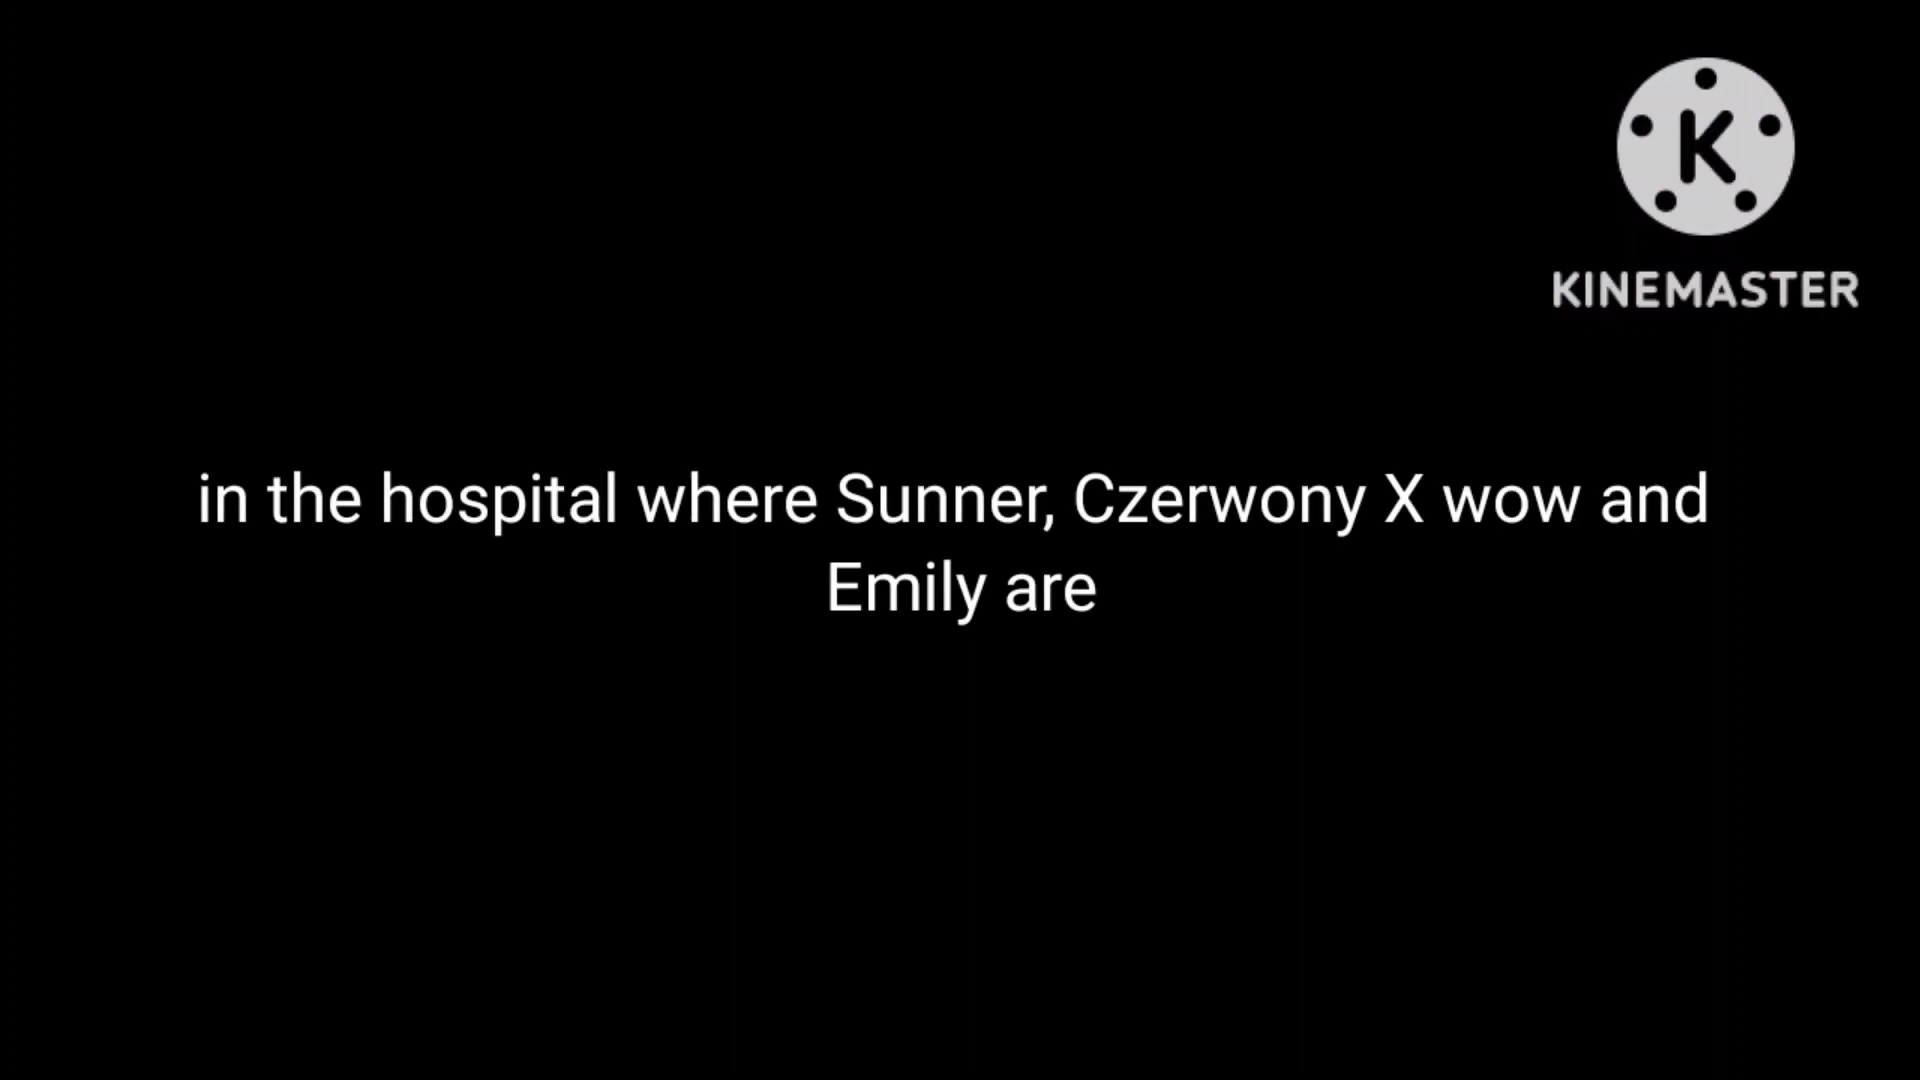 K
KINEMASTER
in the hospital where Sunner, Czerwony X wow and
Emily are